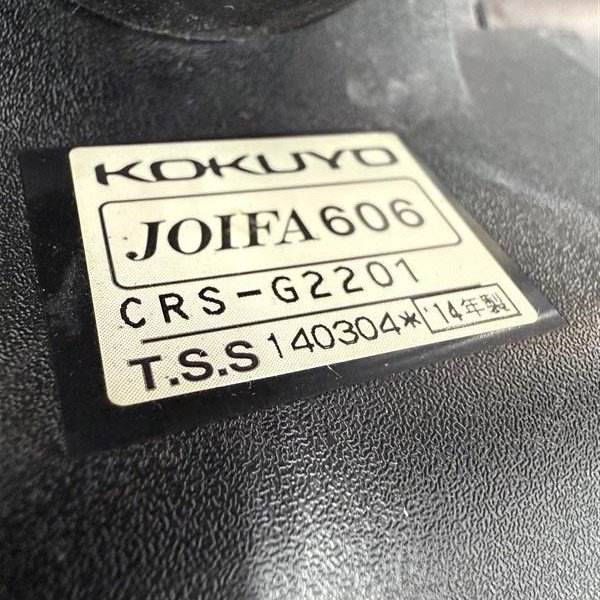 KOKUYO
JOIFA606
CRS-G2201
T.S.S140304* '14年製